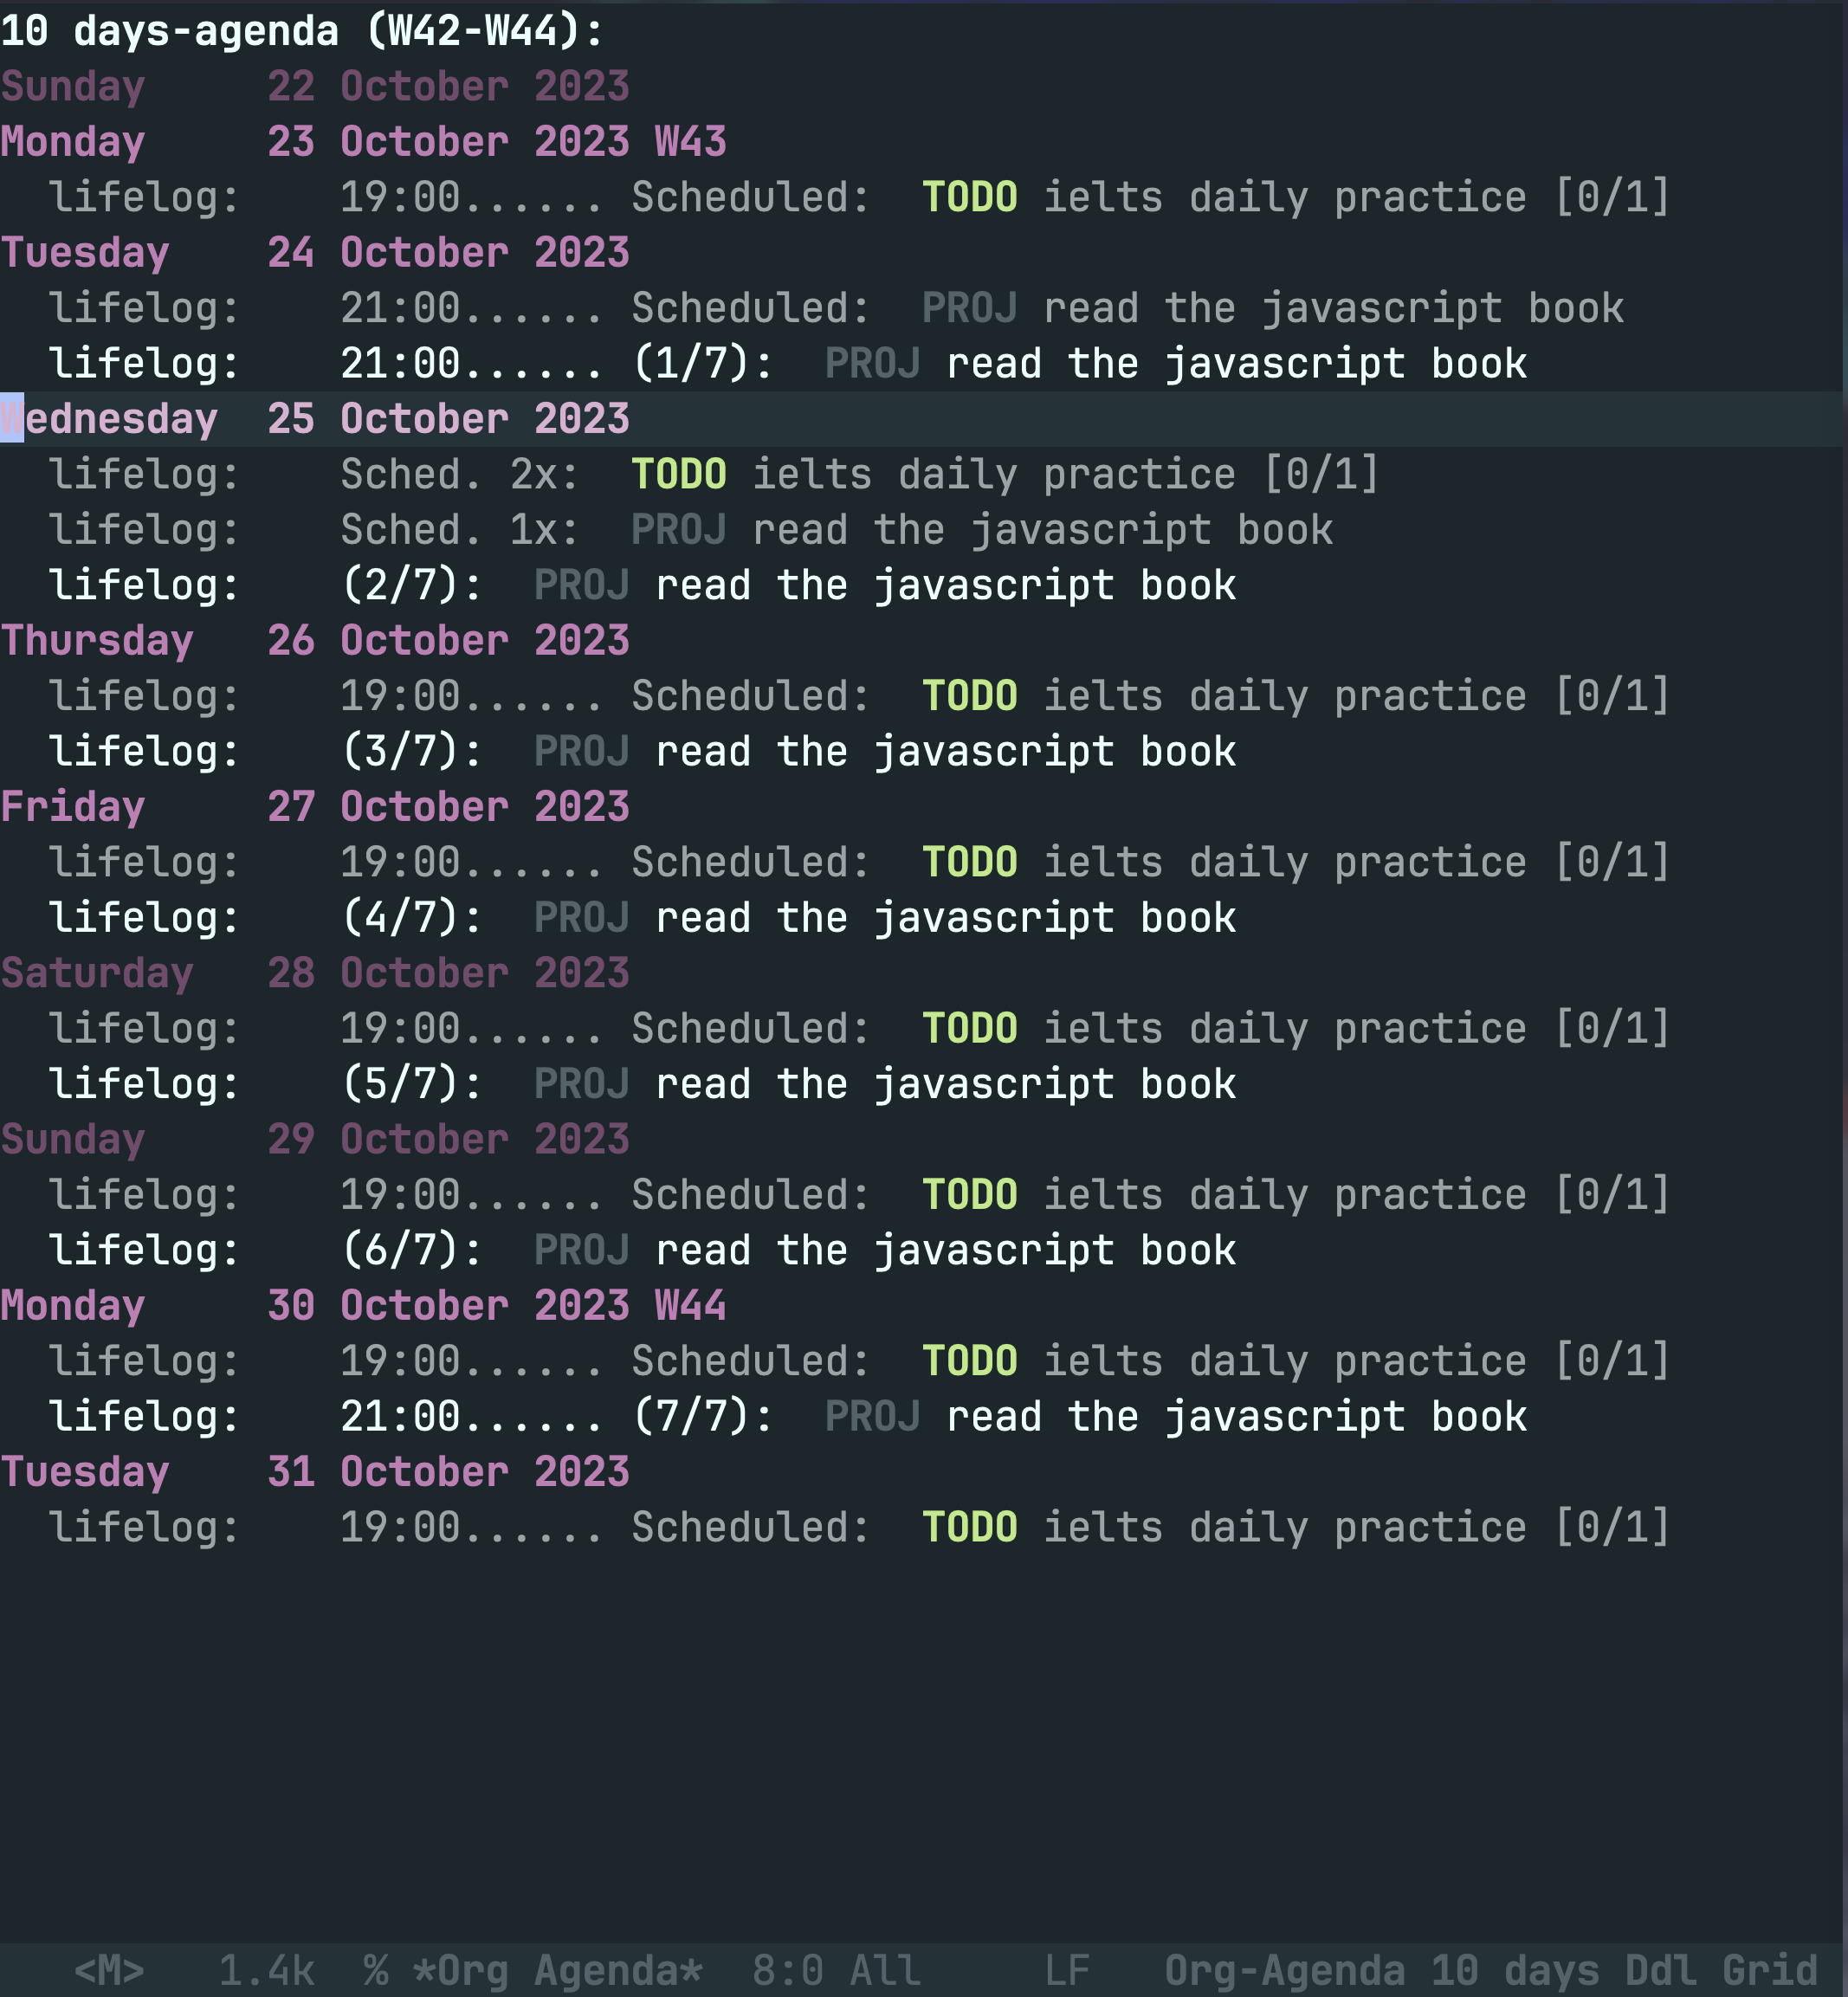 10 days-agenda (W42-W44):
Sunday     22 October 2023
Monday     23 October 2023 W43
  lifelog:    19:00...... Scheduled:  TODO ielts daily practice [0/1]
Tuesday    24 October 2023
  lifelog:    21:00...... Scheduled:  PROJ read the javascript book
  lifelog:    21:00...... (1/7):  PROJ read the javascript book
Wednesday  25 October 2023
  lifelog:    Sched. 2x:  TODO ielts daily practice [0/1]
  lifelog:    Sched. 1x:  PROJ read the javascript book
  lifelog:    (2/7):  PROJ read the javascript book
Thursday   26 October 2023
  lifelog:    19:00...... Scheduled:  TODO ielts daily practice [0/1]
  lifelog:    (3/7):  PROJ read the javascript book
Friday     27 October 2023
  lifelog:    19:00...... Scheduled:  TODO ielts daily practice [0/1]
  lifelog:    (4/7):  PROJ read the javascript book
Saturday   28 October 2023
  lifelog:    19:00...... Scheduled:  TODO ielts daily practice [0/1]
  lifelog:    (5/7):  PROJ read the javascript book
Sunday     29 October 2023
  lifelog:    19:00...... Scheduled:  TODO ielts daily practice [0/1]
  lifelog:    (6/7):  PROJ read the javascript book
Monday     30 October 2023 W44
  lifelog:    19:00...... Scheduled:  TODO ielts daily practice [0/1]
  lifelog:    21:00...... (7/7):  PROJ read the javascript book
Tuesday    31 October 2023
  lifelog:    19:00...... Scheduled:  TODO ielts daily practice [0/1]
<M>   1.4k  % *Org Agenda*  8:0 All     LF   Org-Agenda 10 days Ddl Grid